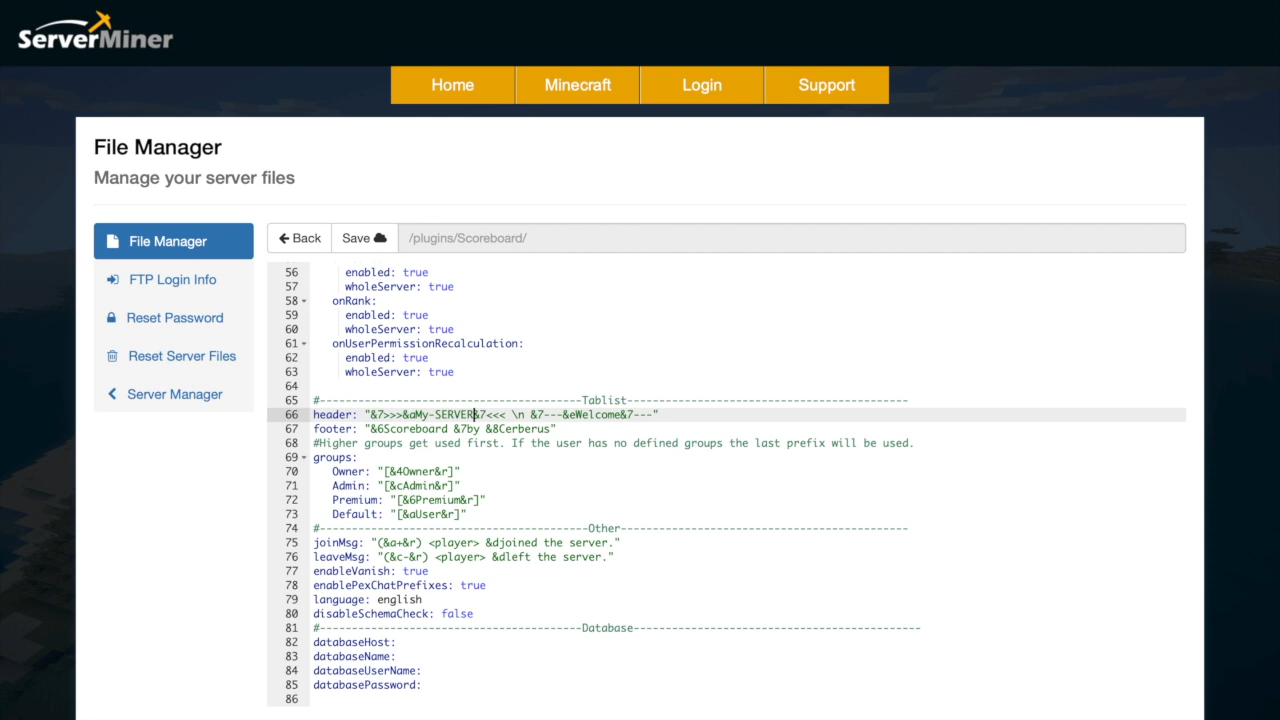 ServerMiner
Home Minecraft Login Support
File Manager
Manage your server files
File Manager
FTP Login Info
Reset Password
Reset Server Files
Server Manager
Back Save /plugins/Scoreboard/
56 enabled: true
57 wholeServer: true
58 onRank:
59 enabled: true
60 wholeServer: true
61 onUserPermissionRecalculation:
62 enabled: true
63 wholeServer: true
64
65 #-----------------------------------------Tablist--------------------------------------------
66 header: "&7>>>&aMy-SERVER&7<<< \n &7---&eWelcome&7---"
67 footer: "&6Scoreboard &7by &8Cerberus"
68 #Higher groups get used first. If the user has no defined groups the last prefix will be used.
69 groups:
70 Owner: "[&4Owner&r]"
71 Admin: "[&cAdmin&r]"
72 Premium: "[&6Premium&r]"
73 Default: "[&aUser&r]"
74 #------------------------------------------Other---------------------------------------------
75 joinMsg: "(&a+&r) <player> &djoined the server."
76 leaveMsg: "(&c-&r) <player> &dleft the server."
77 enableVanish: true
78 enablePexChatPrefixes: true
79 language: english
80 disableSchemaCheck: false
81 #-----------------------------------------Database---------------------------------------------
82 databaseHost:
83 databaseName:
84 databaseUserName:
85 databasePassword:
86